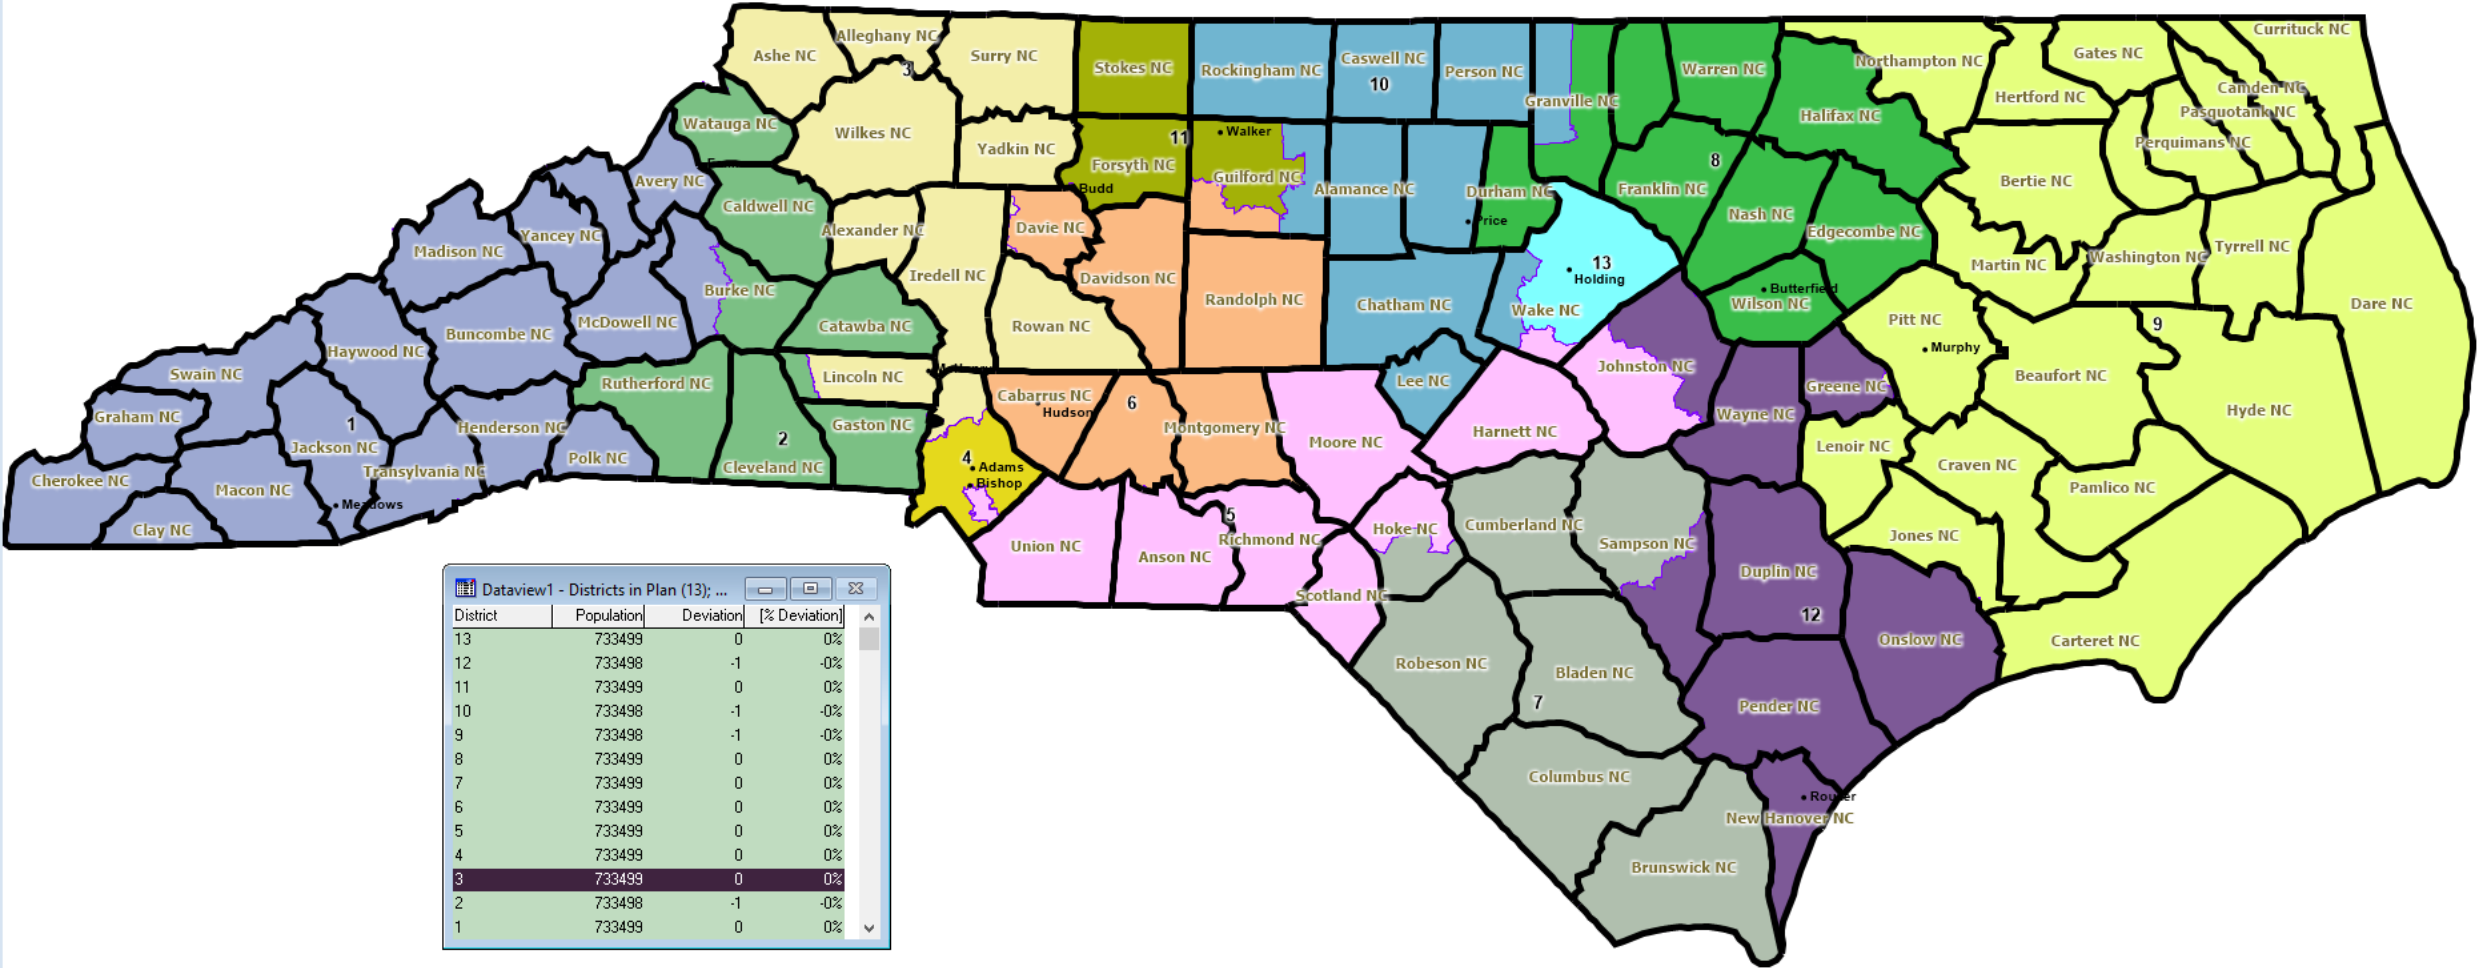 Ashe NC
Alleghany NC
Surry NC
3
Stokes NC
Rockingham NC
Caswell NC
10
Person NC
Granville NC
Warren NC
Halifax NC
Northampton NC
Hertford NC
Gates NC
Currituck NC
Camden NC
Pasquotank NC
Perquimans NC
Watauga NC
Wilkes NC
Yadkin NC
Forsyth NC
11
Walker
Guilford NC
Budd
Alamance NC
Durham NC
Price
Franklin NC
8
Nash NC
Edgecombe NC
Bertie NC
Martin NC
Washington NC
Tyrrell NC
Dare NC
Avery NC
Caldwell NC
Alexander NC
Iredell NC
Davie NC
Davidson NC
Randolph NC
Chatham NC
Wake NC
13
Holding
Butterfield
Wilson NC
Madison NC
Yancey NC
Burke NC
McDowell NC
Buncombe NC
Haywood NC
Catawba NC
Rowan NC
Pitt NC
Murphy
9
Beaufort NC
Hyde NC
Swain NC
Graham NC
Rutherford NC
Lincoln NC
Cabarrus NC
Hudson
6
Lee NC
Johnston NC
Wayne NC
Greene NC
Jackson NC
1
Henderson NC
Transylvania NC
Polk NC
2
Cleveland NC
Gaston NC
4
Adams
Bishop
Montgomery NC
Moore NC
Harnett NC
Lenoir NC
Craven NC
Pamlico NC
Cherokee NC
Macon NC
Clay NC
Meadows
Union NC
Anson NC
5
Richmond NC
Scotland NC
Hoke NC
Cumberland NC
Sampson NC
Duplin NC
12
Jones NC
Onslow NC
Carteret NC
Robeson NC
Bladen NC
7
Pender NC
Columbus NC
Brunswick NC
Rouzer
New Hanover NC
Dataview1 - Districts in Plan (13); ...
District Population Deviation [% Deviation]
13 733499 0 0%
12 733498 -1 -0%
11 733499 0 0%
10 733498 -1 -0%
9 733498 -1 -0%
8 733499 0 0%
7 733499 0 0%
6 733499 0 0%
5 733499 0 0%
4 733499 0 0%
3 733499 0 0%
2 733498 -1 -0%
1 733499 0 0%